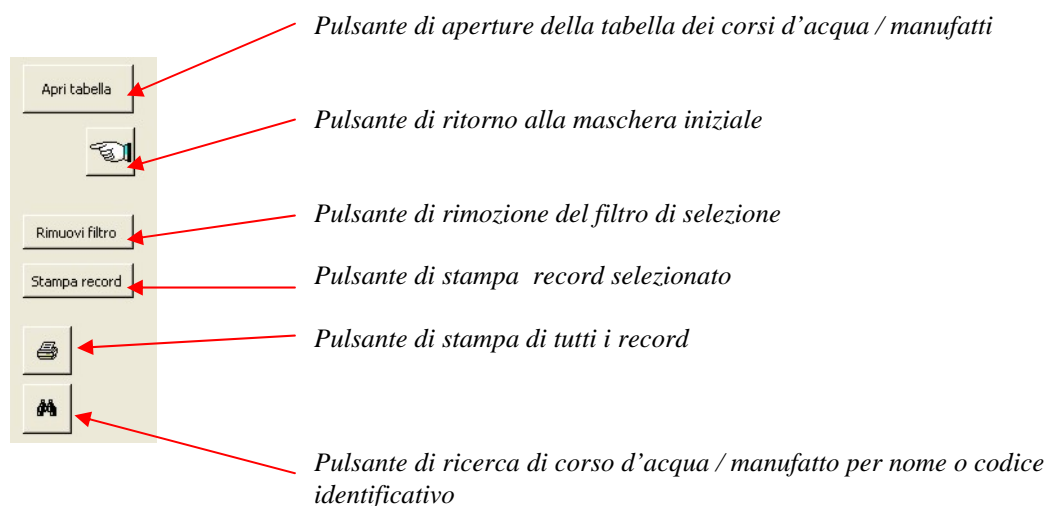 Pulsante di aperture della tabella dei corsi d'acqua / manufatti
Apri tabella
Pulsante di ritorno alla maschera iniziale
Pulsante di rimozione del filtro di selezione
Rimuovi filtro
Pulsante di stampa  record selezionato
Stampa record
Pulsante di stampa di tutti i record
Pulsante di ricerca di corso d'acqua / manufatto per nome o codice
identificativo